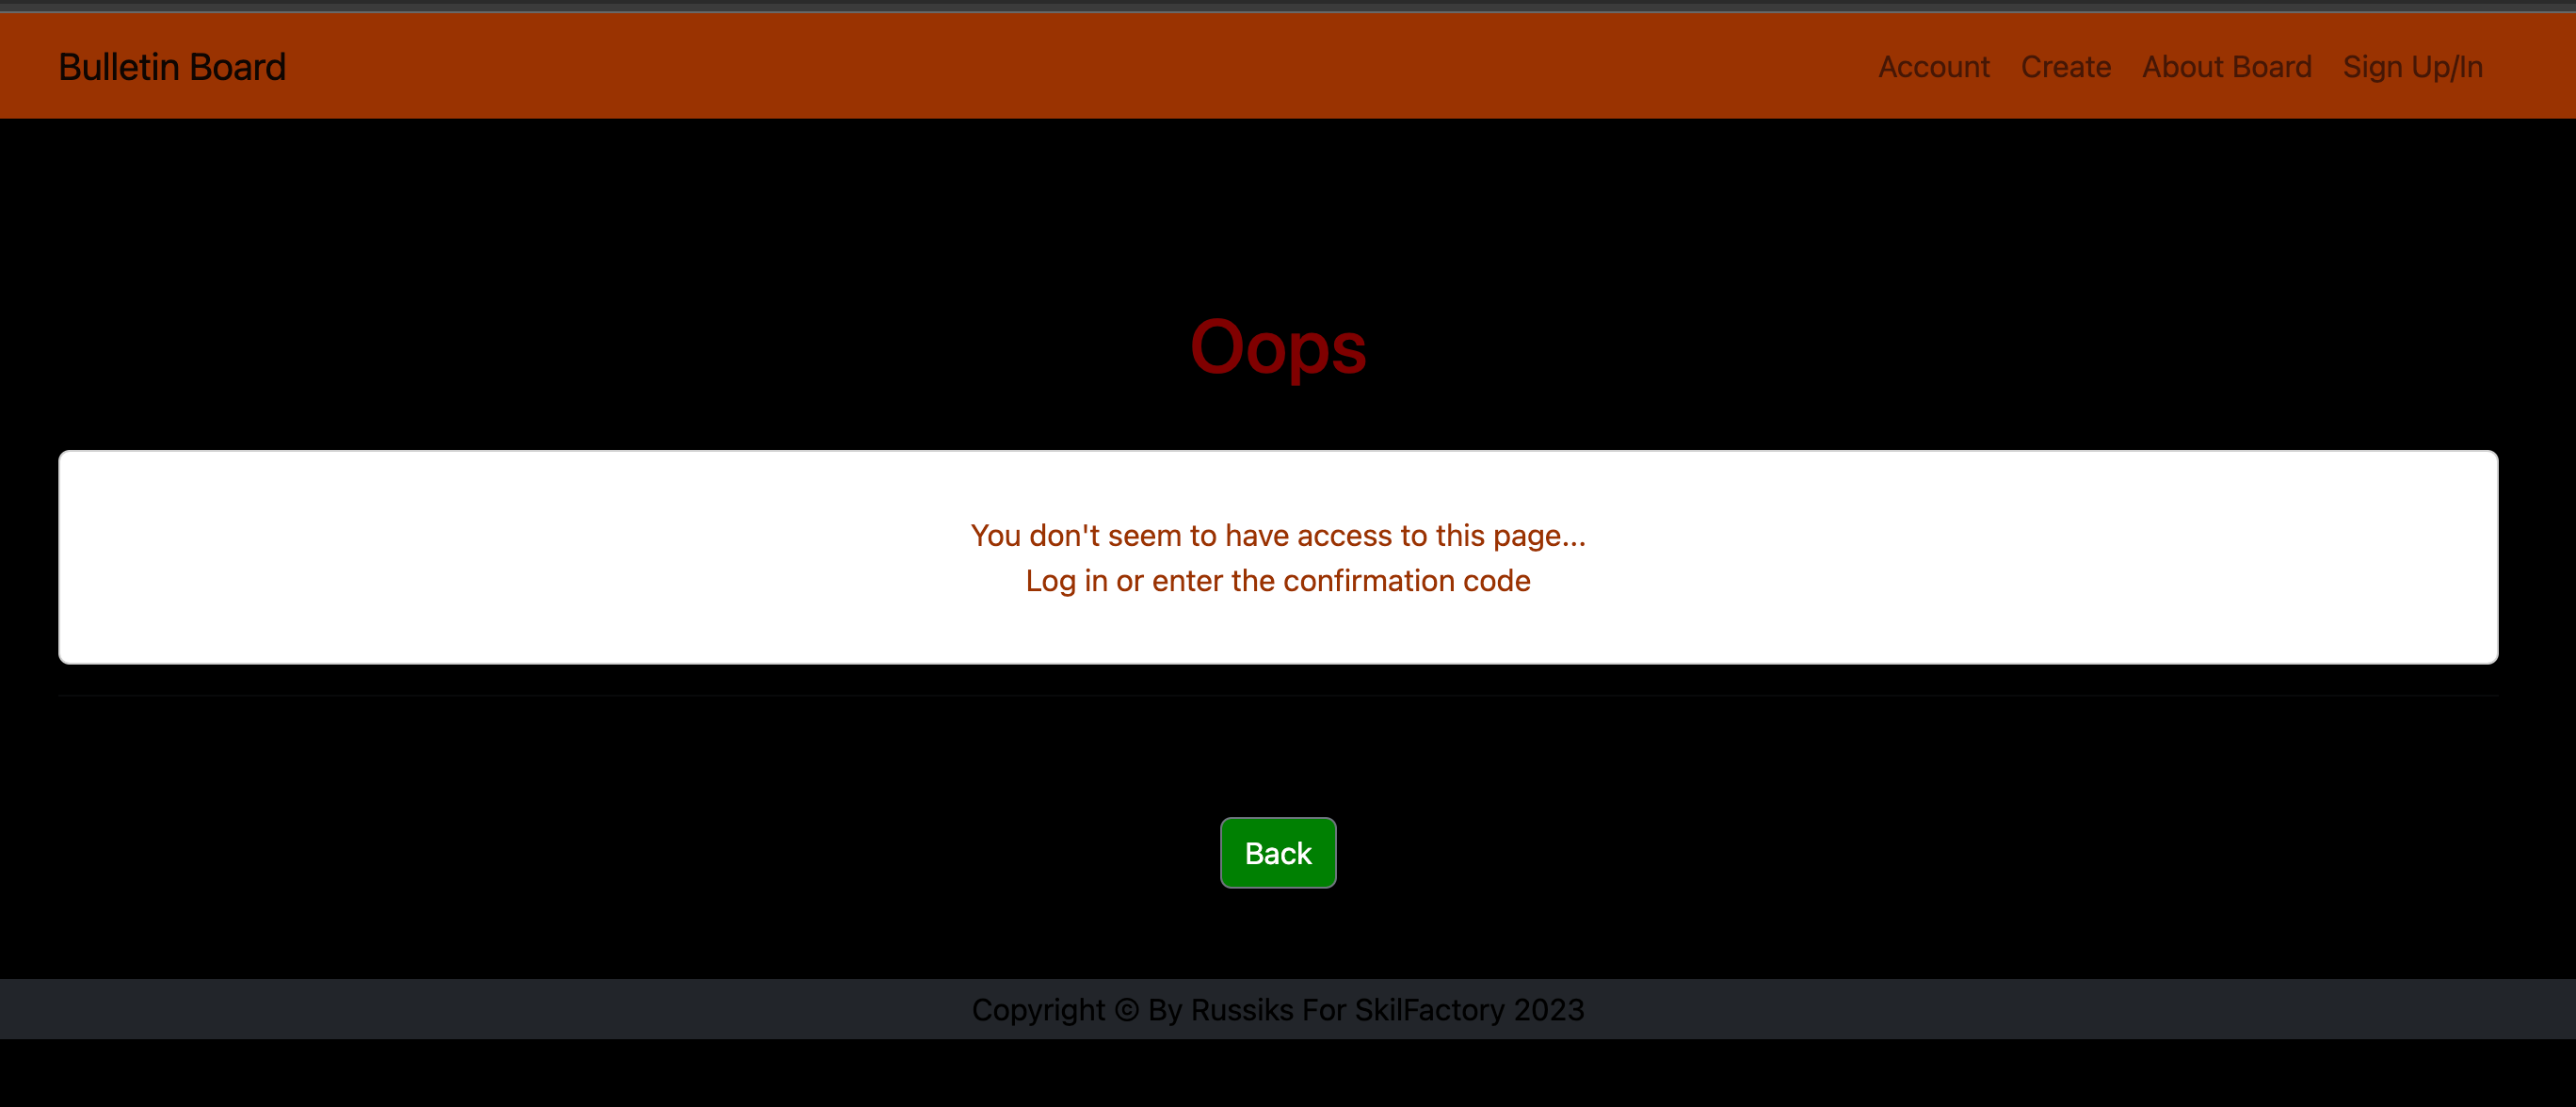 Bulletin Board
Account Create About Board Sign Up/In
Oops
You don't seem to have access to this page...
Log in or enter the confirmation code
Back
Copyright © By Russiks For SkilFactory 2023